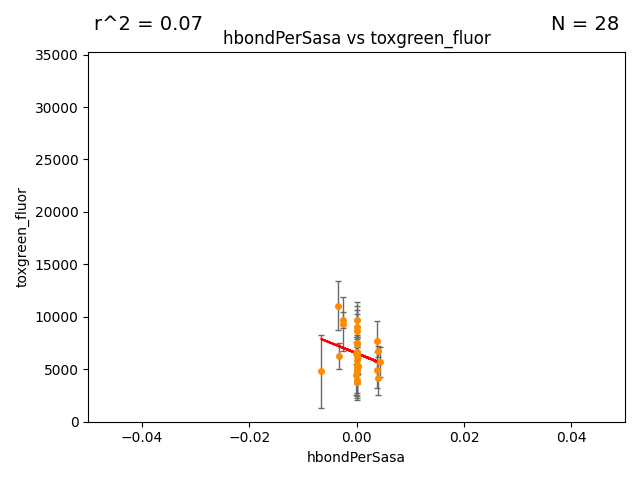 r^2 = 0.07
N = 28
hbondPerSasa vs toxgreen_fluor
35000
30000
25000
20000
15000
10000
5000
0
toxgreen_fluor
−0.04
−0.02
0.00
0.02
0.04
hbondPerSasa